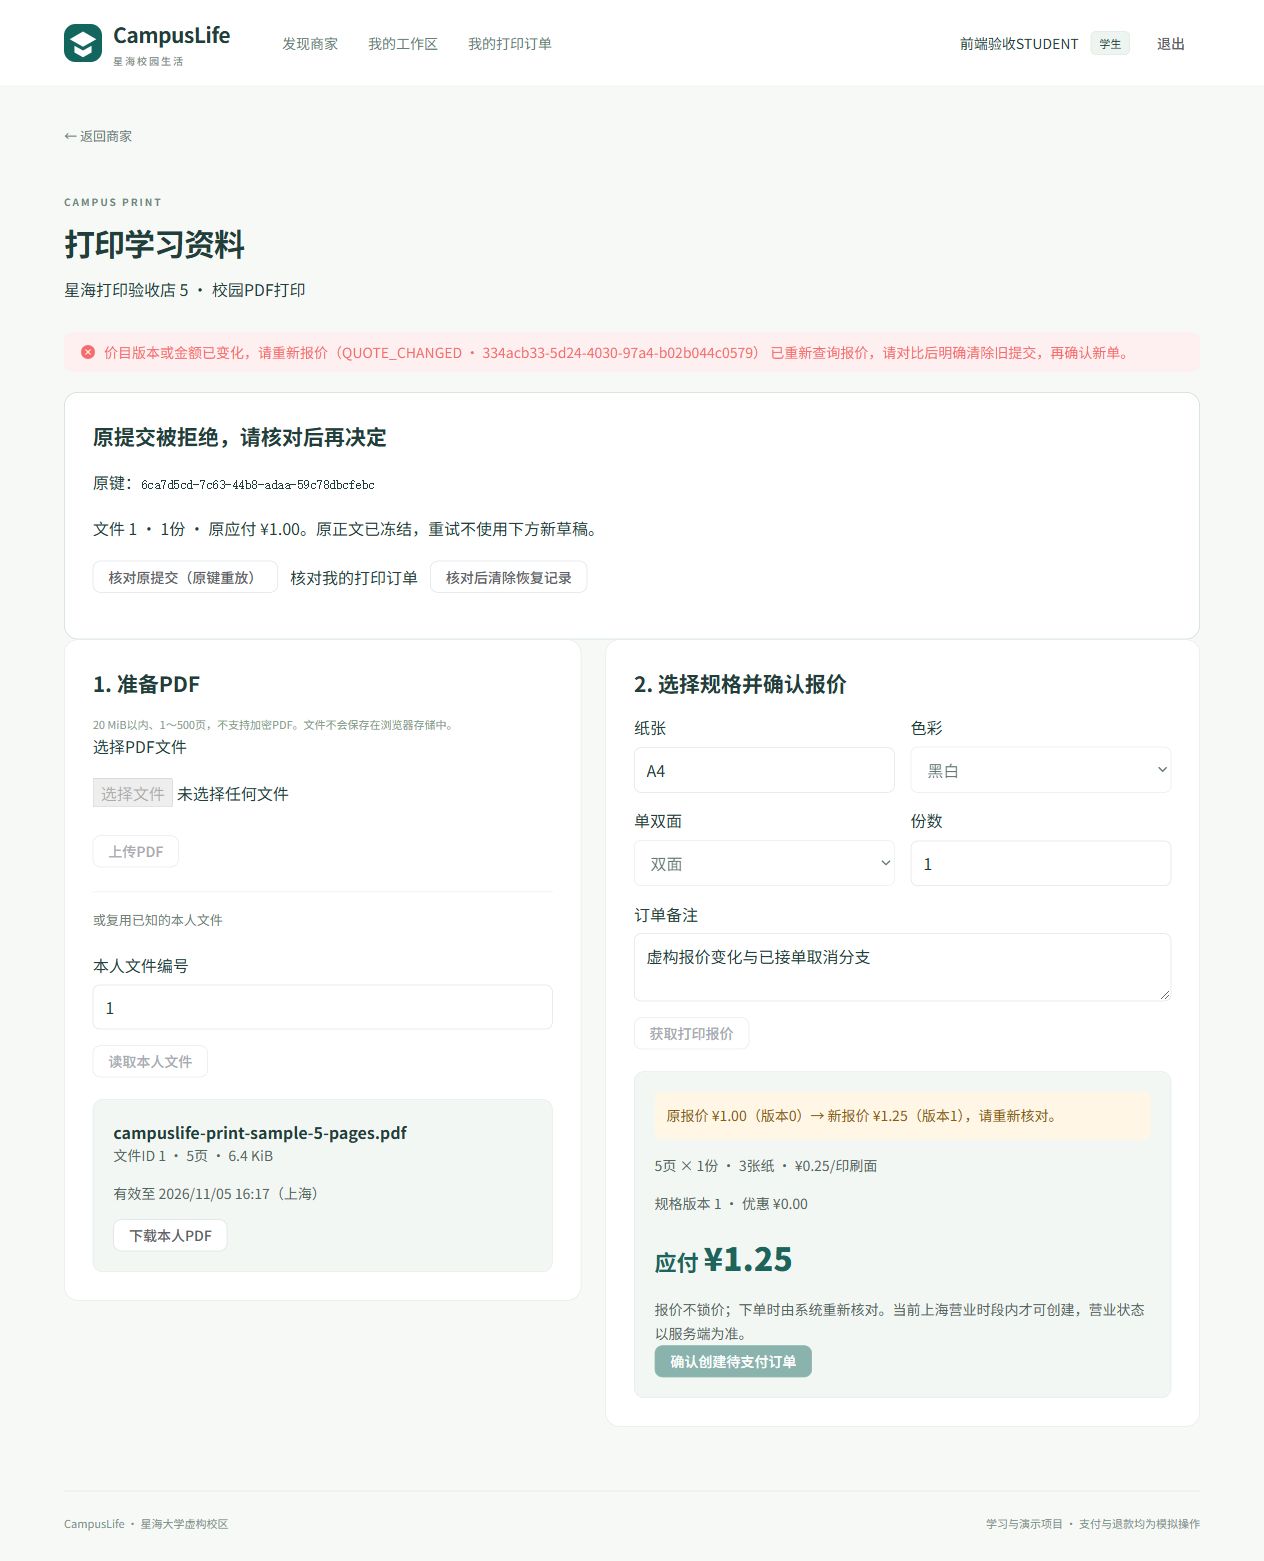 CampusLife
星海校园生活
发现商家
我的工作区
我的打印订单
前端验收STUDENT
学生
退出
← 返回商家
CAMPUS PRINT
打印学习资料
星海打印验收店 5 · 校园PDF打印
价目版本或金额已变化，请重新报价（QUOTE_CHANGED · 334acb33-5d24-4030-97a4-b02b044c0579） 已重新查询报价，请对比后明确清除旧提交，再确认新单。
原提交被拒绝，请核对后再决定
原键：6ca7d5cd-7c63-44b8-adaa-59c78dbcfebc
文件 1 · 1份 · 原应付 ¥1.00。原正文已冻结，重试不使用下方新草稿。
核对原提交（原键重放）
核对我的打印订单
核对后清除恢复记录
1. 准备PDF
20 MiB以内、1～500页，不支持加密PDF。文件不会保存在浏览器存储中。
选择PDF文件
选择文件 未选择任何文件
上传PDF
或复用已知的本人文件
本人文件编号
1
读取本人文件
campuslife-print-sample-5-pages.pdf
文件ID 1 · 5页 · 6.4 KiB
有效至 2026/11/05 16:17（上海）
下载本人PDF
2. 选择规格并确认报价
纸张
A4
色彩
黑白
单双面
双面
份数
1
订单备注
虚构报价变化与已接单取消分支
获取打印报价
原报价 ¥1.00（版本0）→ 新报价 ¥1.25（版本1），请重新核对。
5页 × 1份 · 3张纸 · ¥0.25/印刷面
规格版本 1 · 优惠 ¥0.00
应付 ¥1.25
报价不锁价；下单时由系统重新核对。当前上海营业时段内才可创建，营业状态
以服务端为准。
确认创建待支付订单
CampusLife · 星海大学虚构校区
学习与演示项目 · 支付与退款均为模拟操作